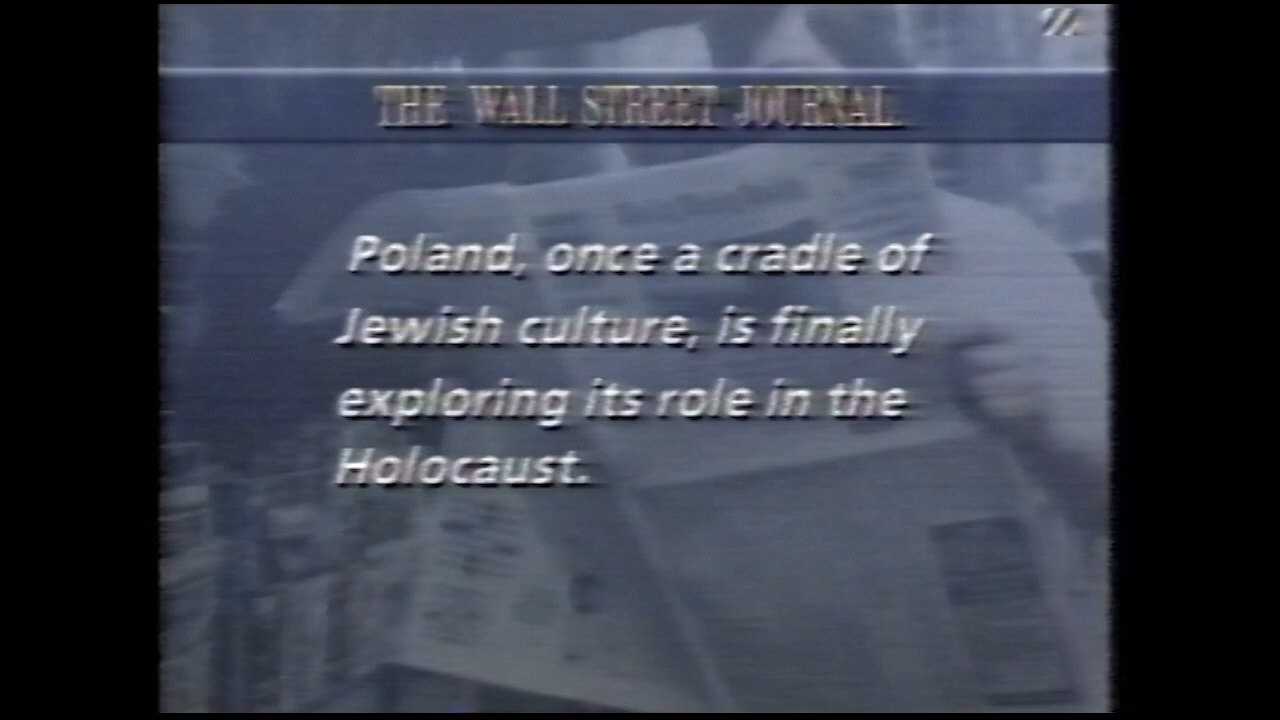 THE WALL STREET JOURNAL.
Poland, once a cradle of
Jewish culture, is finally
exploring its role in the
Holocaust.